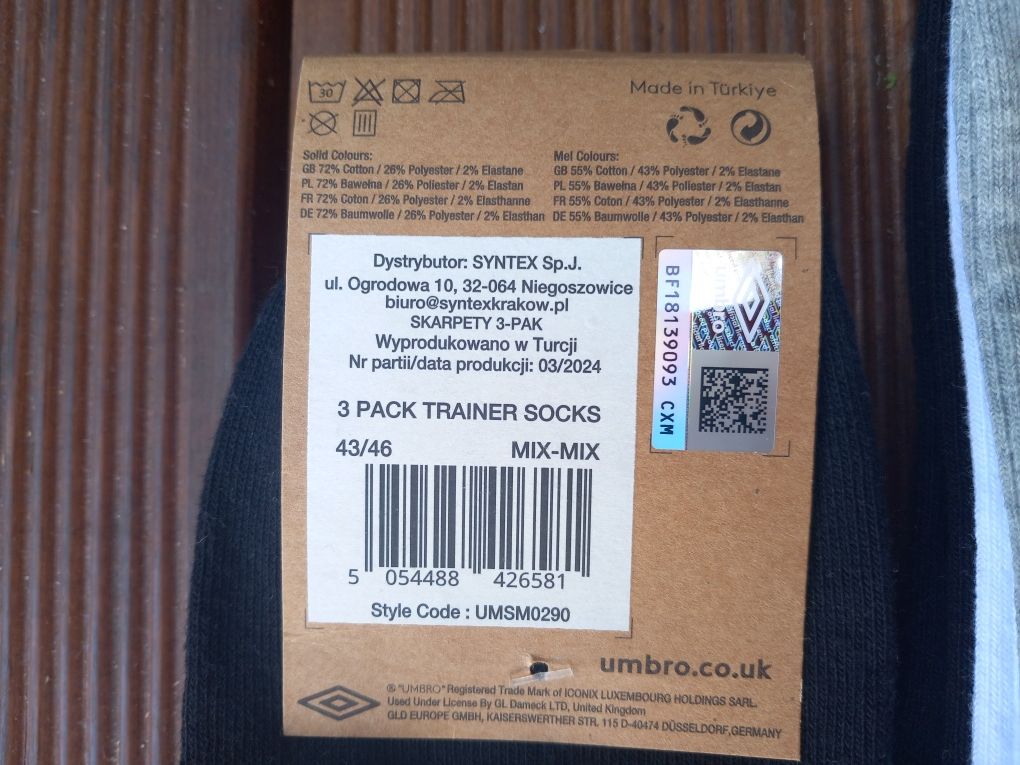 30
Made in Türkiye
Solid Colours:
GB 72% Cotton / 26% Polyester / 2% Elastane
PL 72% Bawełna / 26% Poliester / 2% Elastan
FR 72% Coton / 26% Polyester / 2% Elasthanne
DE 72% Baumwolle / 26% Polyester / 2% Elasthan
Mel Colours:
GB 55% Cotton / 43% Polyester / 2% Elastane
PL 55% Bawełna / 43% Poliester / 2% Elastan
FR 55% Coton / 43% Polyester / 2% Elasthanne
DE 55% Baumwolle / 43% Polyester / 2% Elasthan
Dystrybutor: SYNTEX Sp.J.
ul. Ogrodowa 10, 32-064 Niegoszowice
biuro@syntexkrakow.pl
SKARPETY 3-PAK
Wyprodukowano w Turcji
Nr partii/data produkcji: 03/2024
3 PACK TRAINER SOCKS
43/46 MIX-MIX
5 054488 426581
Style Code : UMSM0290
BF18139093 CXM
umbro
umbro.co.uk
® "UMBRO" Registered Trade Mark of ICONIX LUXEMBOURG HOLDINGS SARL.
Used Under License By GL Dameck LTD, United Kingdom
GLD EUROPE GMBH, KAISERSWERTHER STR, 115 D-40474 DÜSSELDORF,GERMANY